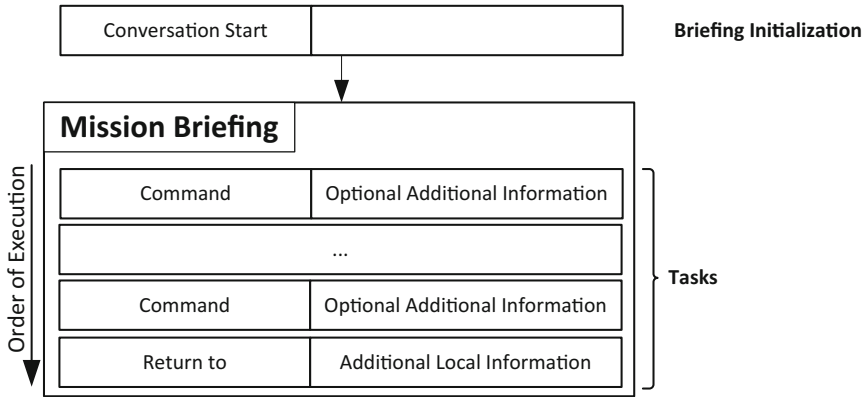 Conversation Start
Briefing Initialization
Mission Briefing
Order of Execution
Command Optional Additional Information
...
Command Optional Additional Information
Tasks
Return to Additional Local Information